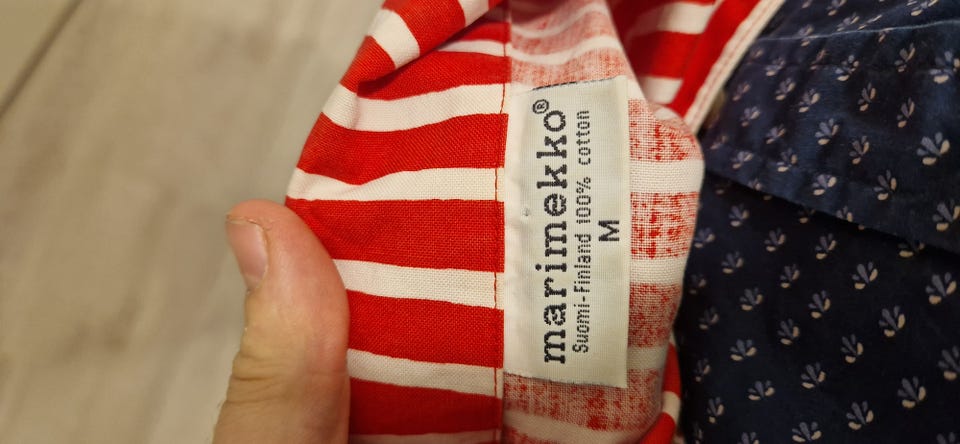 marimekko®
Suomi-Finland 100% cotton
M